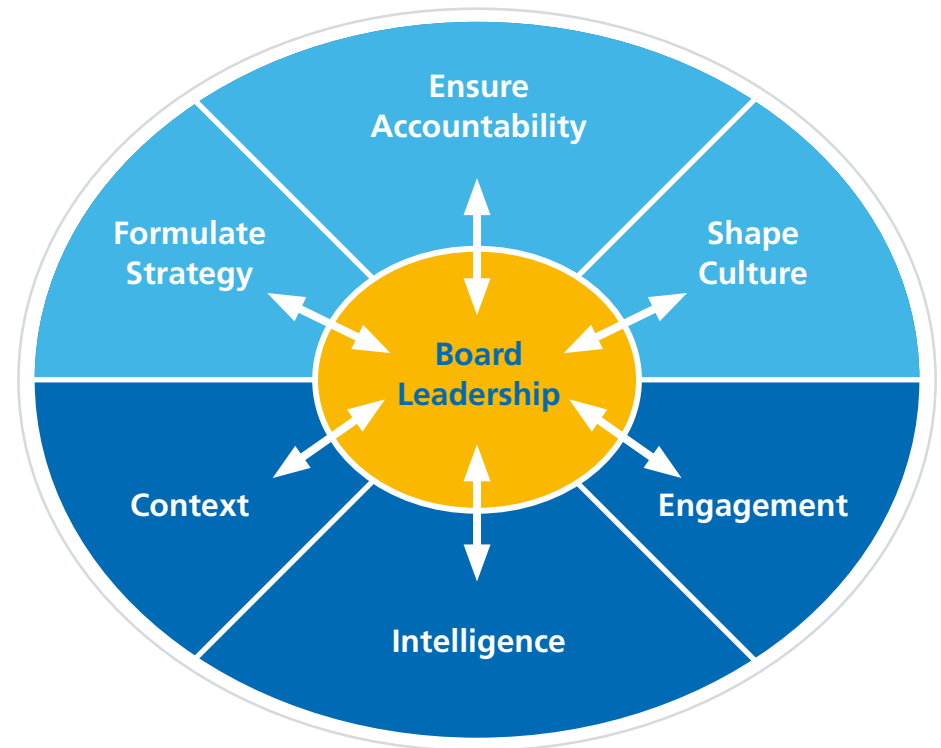 Ensure
Accountability
Formulate
Strategy
Shape
Culture
Board
Leadership
Context
Engagement
Intelligence